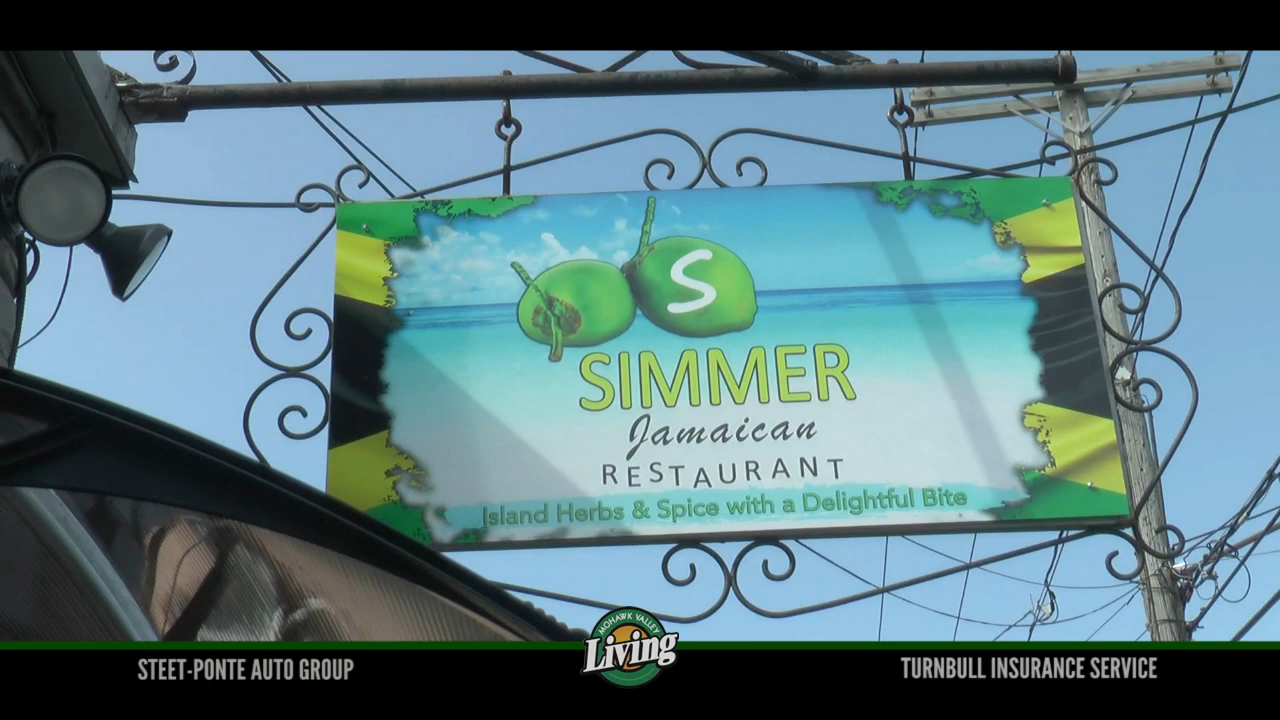 S
SIMMER
Jamaican
RESTAURANT
Island Herbs & Spice with a Delightful Bite
MOHAWK VALLEY
Living
STEET-PONTE AUTO GROUP
TURNBULL INSURANCE SERVICE